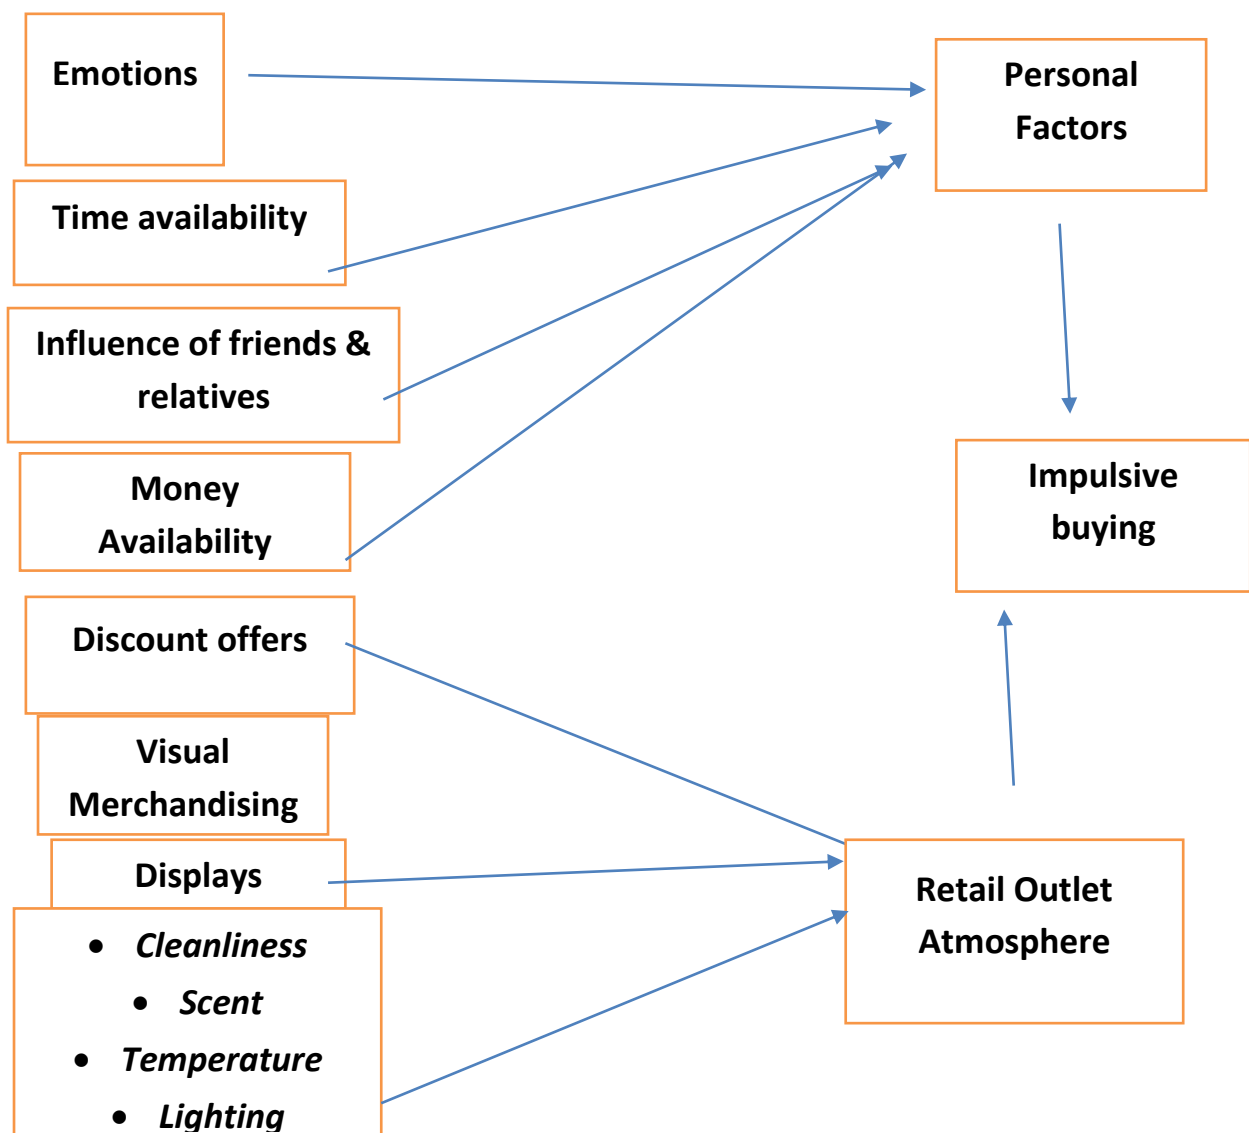 Emotions
Time availability
Influence of friends &
relatives
Money
Availability
Discount offers
Visual
Merchandising
Displays
• Cleanliness
• Scent
• Temperature
• Lighting
Personal
Factors
Impulsive
buying
Retail Outlet
Atmosphere